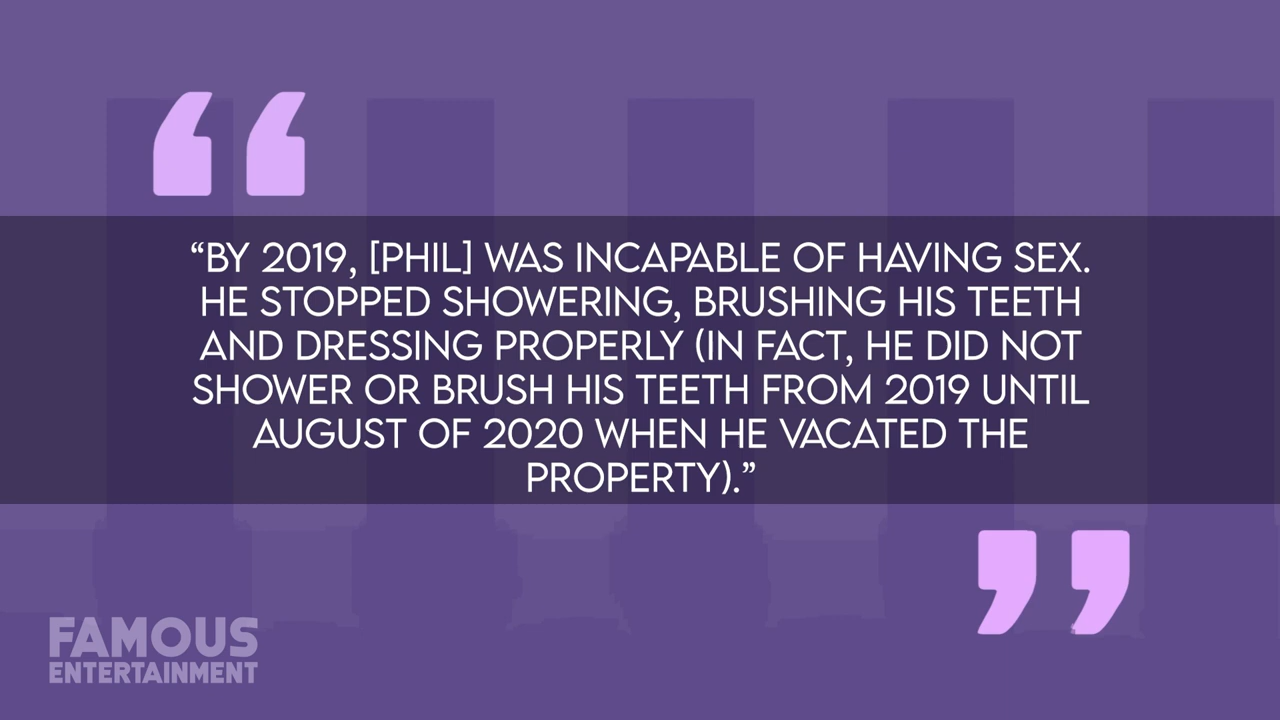 “BY 2019, [PHIL] WAS INCAPABLE OF HAVING SEX.
HE STOPPED SHOWERING, BRUSHING HIS TEETH
AND DRESSING PROPERLY (IN FACT, HE DID NOT
SHOWER OR BRUSH HIS TEETH FROM 2019 UNTIL
AUGUST OF 2020 WHEN HE VACATED THE
PROPERTY).”
FAMOUS
ENTERTAINMENT